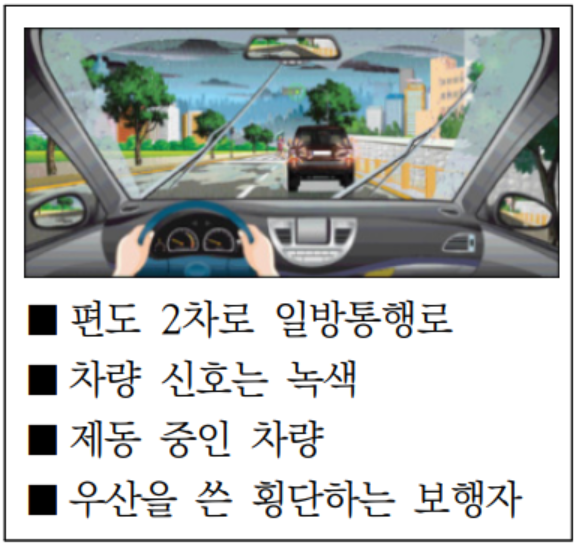 ■ 편도 2차로 일방통행로
■ 차량 신호는 녹색
■ 제동 중인 차량
■ 우산을 쓴 횡단하는 보행자